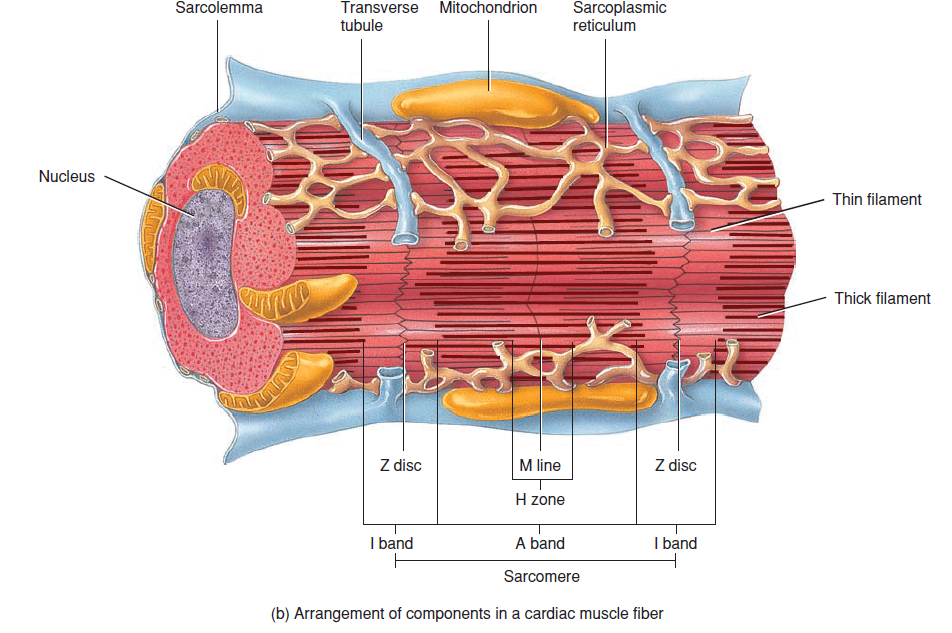 Sarcolemma
Transverse
tubule
Mitochondrion
Sarcoplasmic
reticulum
Nucleus
Thin filament
Thick filament
Z disc
M line
Z disc
H zone
I band
A band
I band
Sarcomere
(b) Arrangement of components in a cardiac muscle fiber